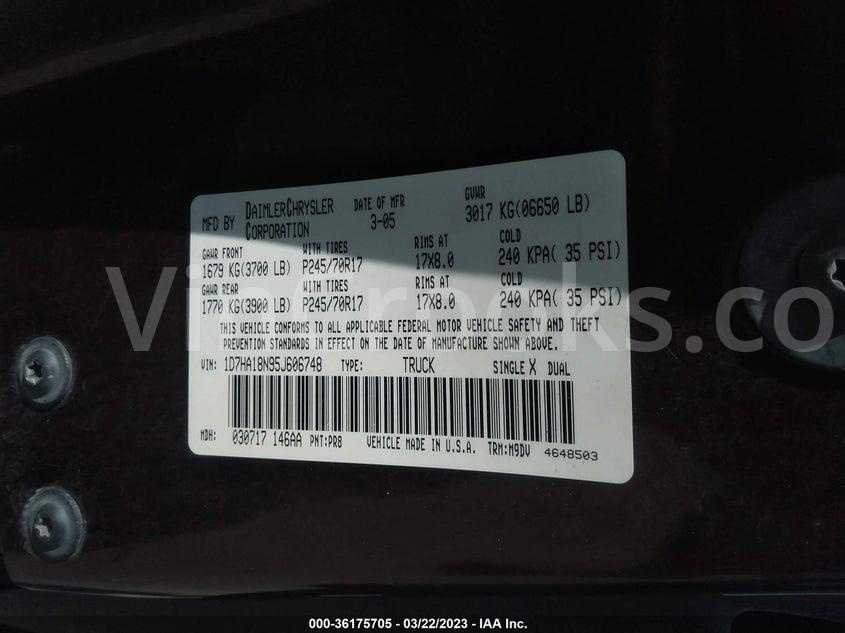 MFD BY DAIMLERCHRYSLER CORPORATION DATE OF MFR 3-05 GVWR 3017 KG(06650 LB)
GAWR FRONT WITH TIRES RIMS AT COLD
1679 KG(3700 LB) P245/70R17 17X8.0 240 KPA( 35 PSI)
GAWR REAR WITH TIRES RIMS AT COLD
1770 KG(3900 LB) P245/70R17 17X8.0 240 KPA( 35 PSI)
THIS VEHICLE CONFORMS TO ALL APPLICABLE FEDERAL MOTOR VEHICLE SAFETY AND THEFT
PREVENTION STANDARDS IN EFFECT ON THE DATE OF MANUFACTURE SHOWN ABOVE.
VIN: 1D7HA18N95J606748 TYPE: TRUCK SINGLE X DUAL
MDH: 030717 146AA PNT:PR8 VEHICLE MADE IN U.S.A. TRM:M9DV 4648503
000-36175705 - 03/22/2023 - IAA Inc.